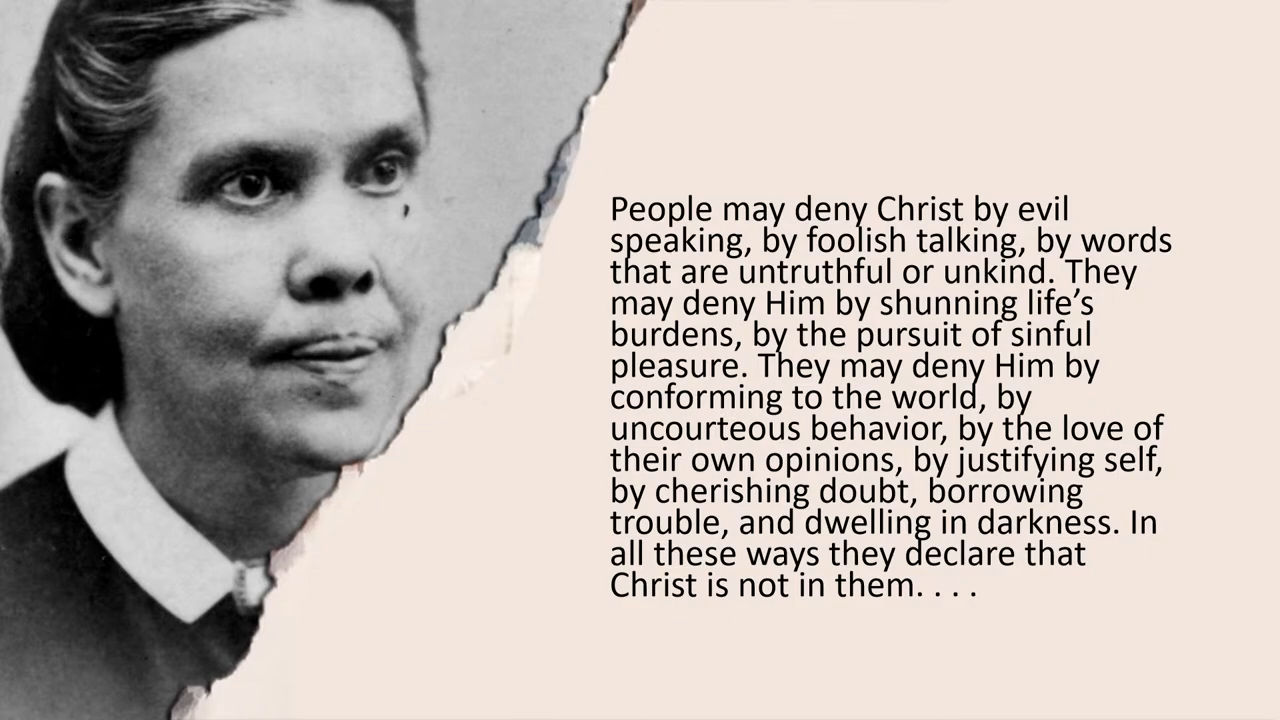 People may deny Christ by evil
speaking, by foolish talking, by words
that are untruthful or unkind. They
may deny Him by shunning life’s
burdens, by the pursuit of sinful
pleasure. They may deny Him by
conforming to the world, by
uncourteous behavior, by the love of
their own opinions, by justifying self,
by cherishing doubt, borrowing
trouble, and dwelling in darkness. In
all these ways they declare that
Christ is not in them. . . .